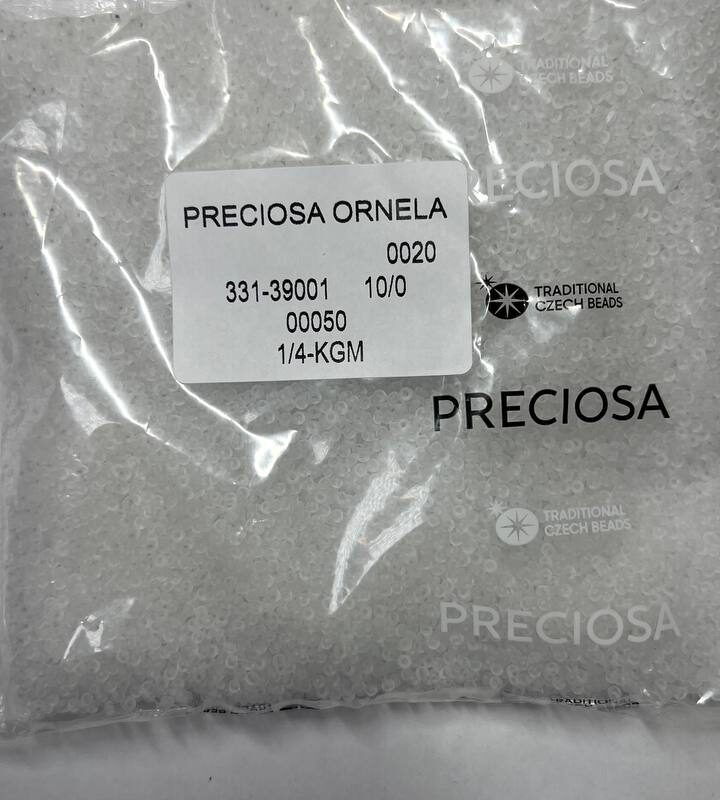 TRADITIONAL
CZECH BEADS
PRECIOSA
PRECIOSA ORNELA
0020
331-39001 10/0
00050
1/4-KGM
TRADITIONAL
CZECH BEADS
PRECIOSA
TRADITIONAL
CZECH BEADS
PRECIOSA
TRADITIONAL